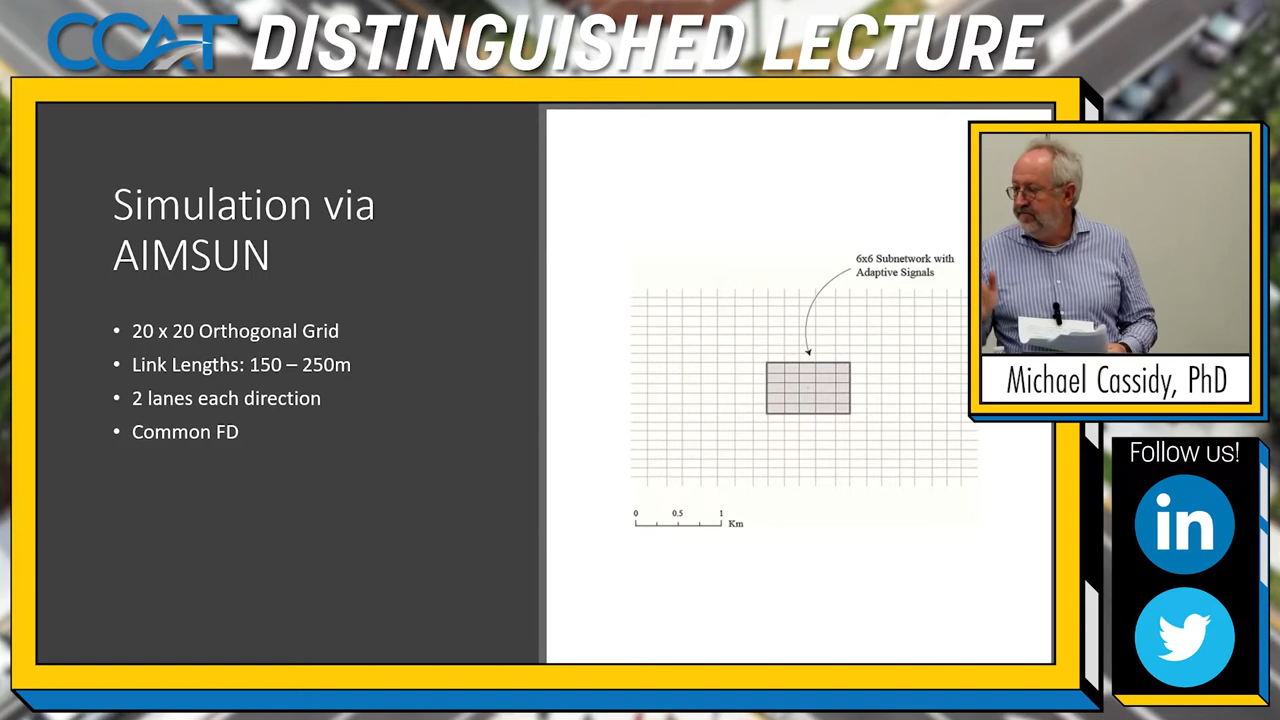 CCAT DISTINGUISHED LECTURE
Simulation via
AIMSUN
• 20 x 20 Orthogonal Grid
• Link Lengths: 150 – 250m
• 2 lanes each direction
• Common FD
6x6 Subnetwork with
Adaptive Signals
0 0.5 1
Km
Michael Cassidy, PhD
Follow us!
in